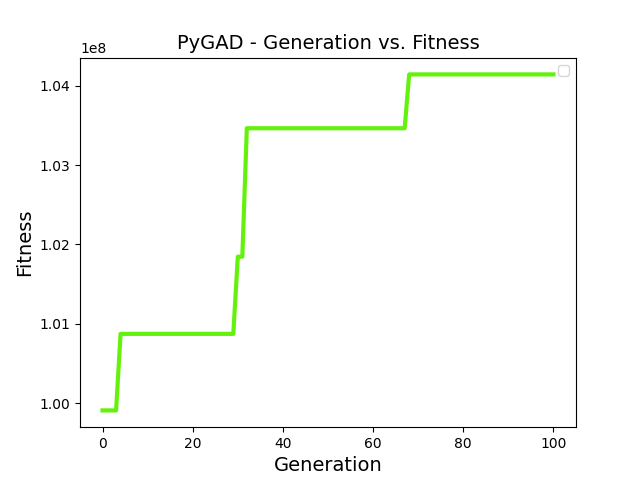 PyGAD - Generation vs. Fitness
1e8
1.04
1.03
1.02
1.01
1.00
Fitness
0 20 40 60 80 100
Generation